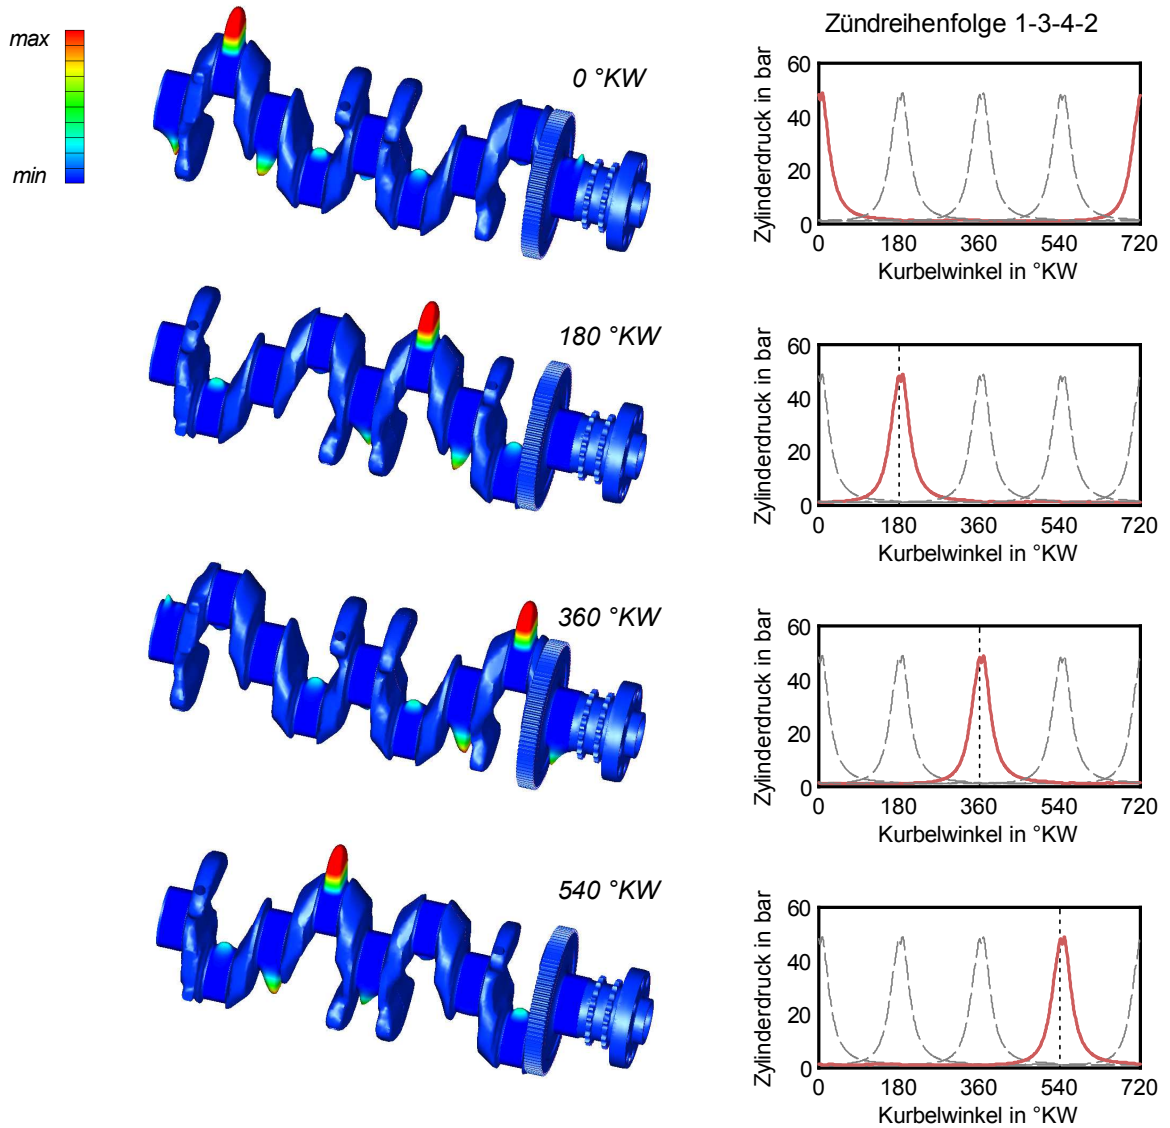 max
min
0 °KW
Zündreihenfolge 1-3-4-2
Zylinderdruck in bar
60
40
20
0
0 180 360 540 720
Kurbelwinkel in °KW
180 °KW
Zylinderdruck in bar
60
40
20
0
0 180 360 540 720
Kurbelwinkel in °KW
360 °KW
Zylinderdruck in bar
60
40
20
0
0 180 360 540 720
Kurbelwinkel in °KW
540 °KW
Zylinderdruck in bar
60
40
20
0
0 180 360 540 720
Kurbelwinkel in °KW